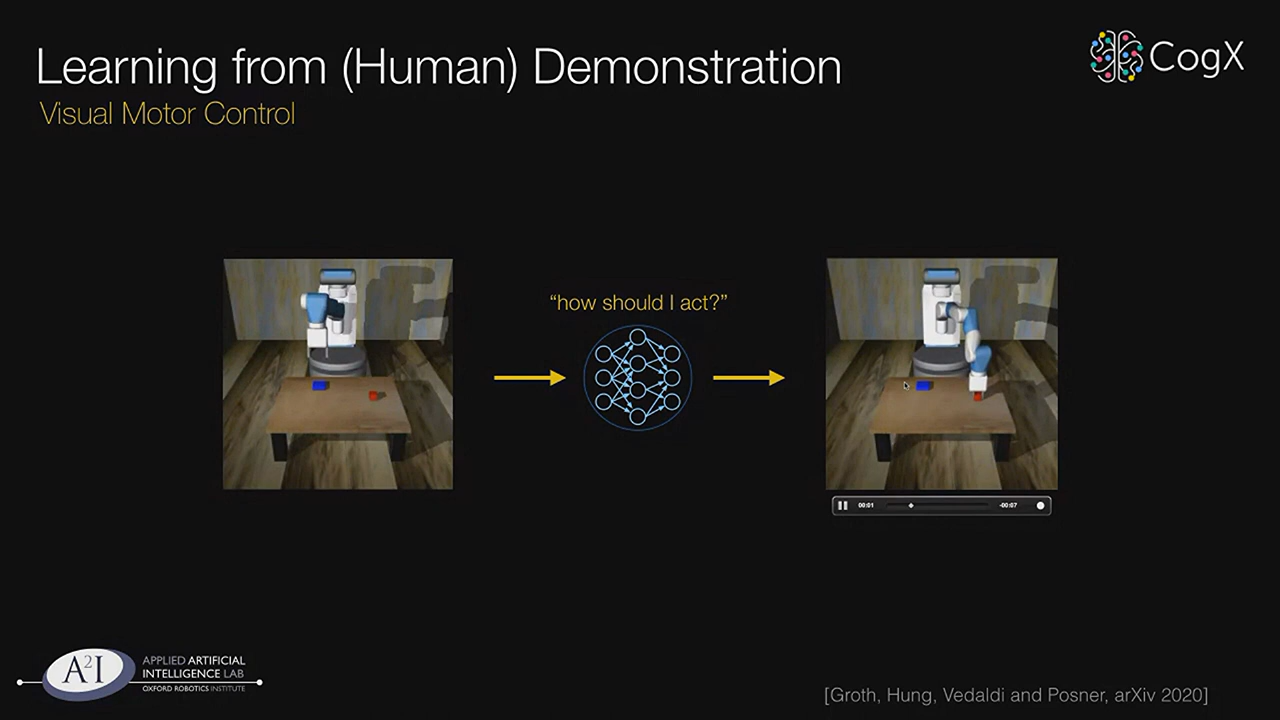 Learning from (Human) Demonstration
CogX
Visual Motor Control
“how should I act?”
00:01
-00:07
A²I
APPLIED ARTIFICIAL
INTELLIGENCE LAB
OXFORD ROBOTICS INSTITUTE
[Groth, Hung, Vedaldi and Posner, arXiv 2020]